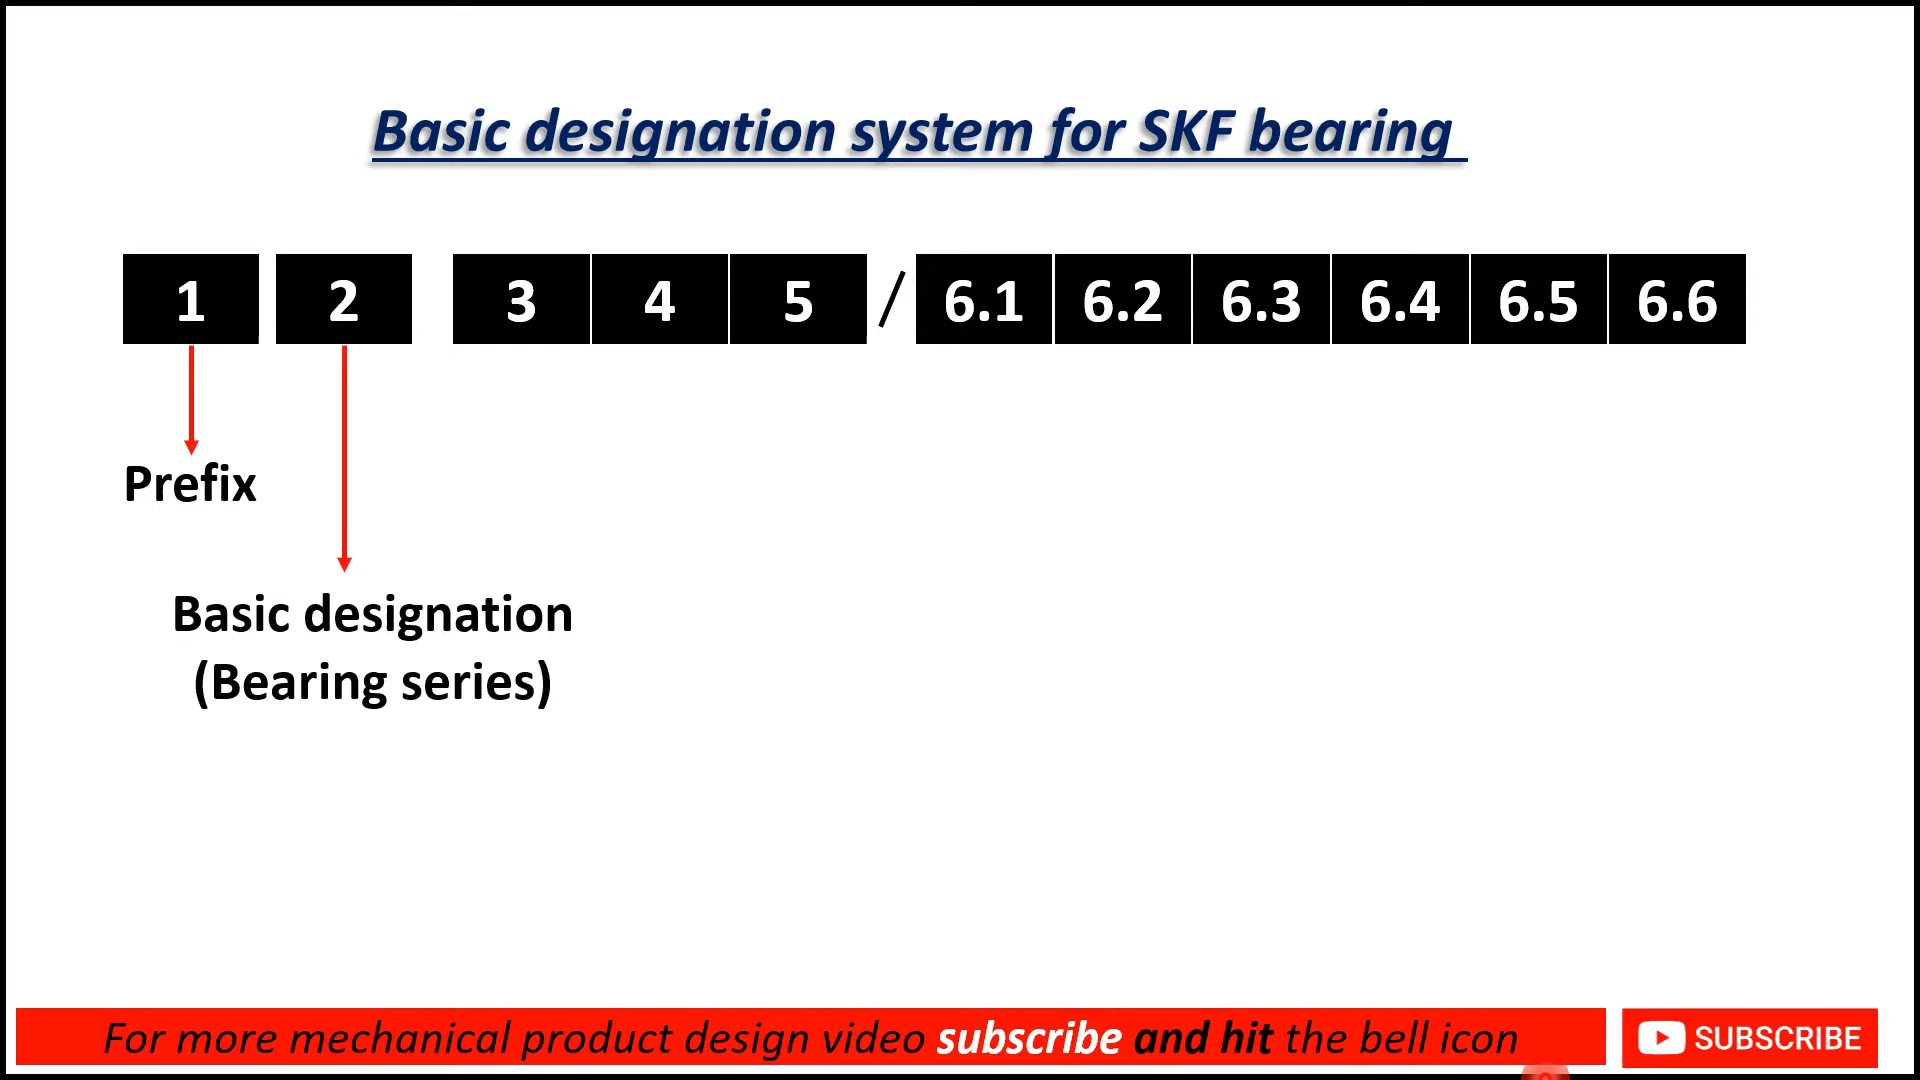 Basic designation system for SKF bearing
1 2 3 4 5 / 6.1 6.2 6.3 6.4 6.5 6.6
Prefix
Basic designation
(Bearing series)
For more mechanical product design video subscribe and hit the bell icon
SUBSCRIBE